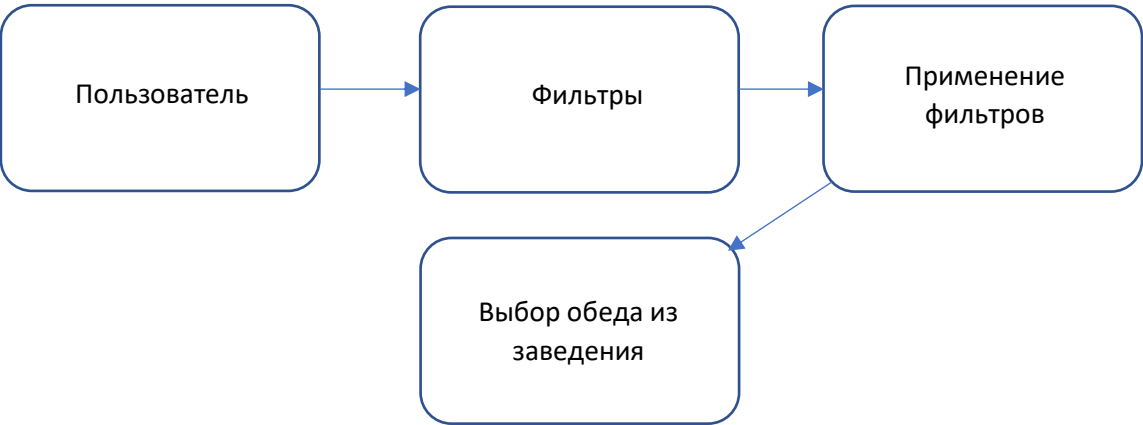 Пользователь
Фильтры
Применение
фильтров
Выбор обеда из
заведения